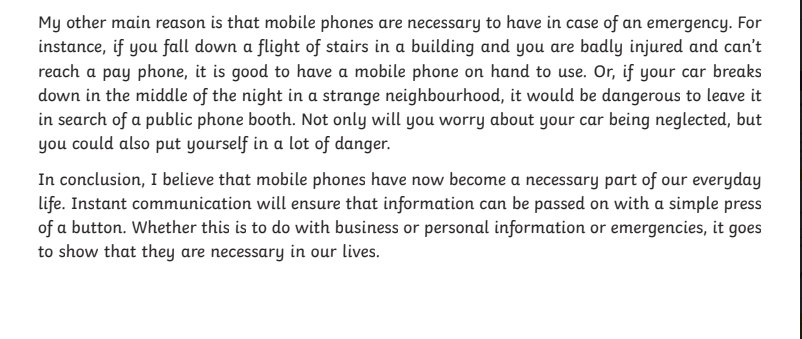 My other main reason is that mobile phones are necessary to have in case of an emergency. For
instance, if you fall down a flight of stairs in a building and you are badly injured and can't
reach a pay phone, it is good to have a mobile phone on hand to use. Or, if your car breaks
down in the middle of the night in a strange neighbourhood, it would be dangerous to leave it
in search of a public phone booth. Not only will you worry about your car being neglected, but
you could also put yourself in a lot of danger.
In conclusion, I believe that mobile phones have now become a necessary part of our everyday
life. Instant communication will ensure that information can be passed on with a simple press
of a button. Whether this is to do with business or personal information or emergencies, it goes
to show that they are necessary in our lives.